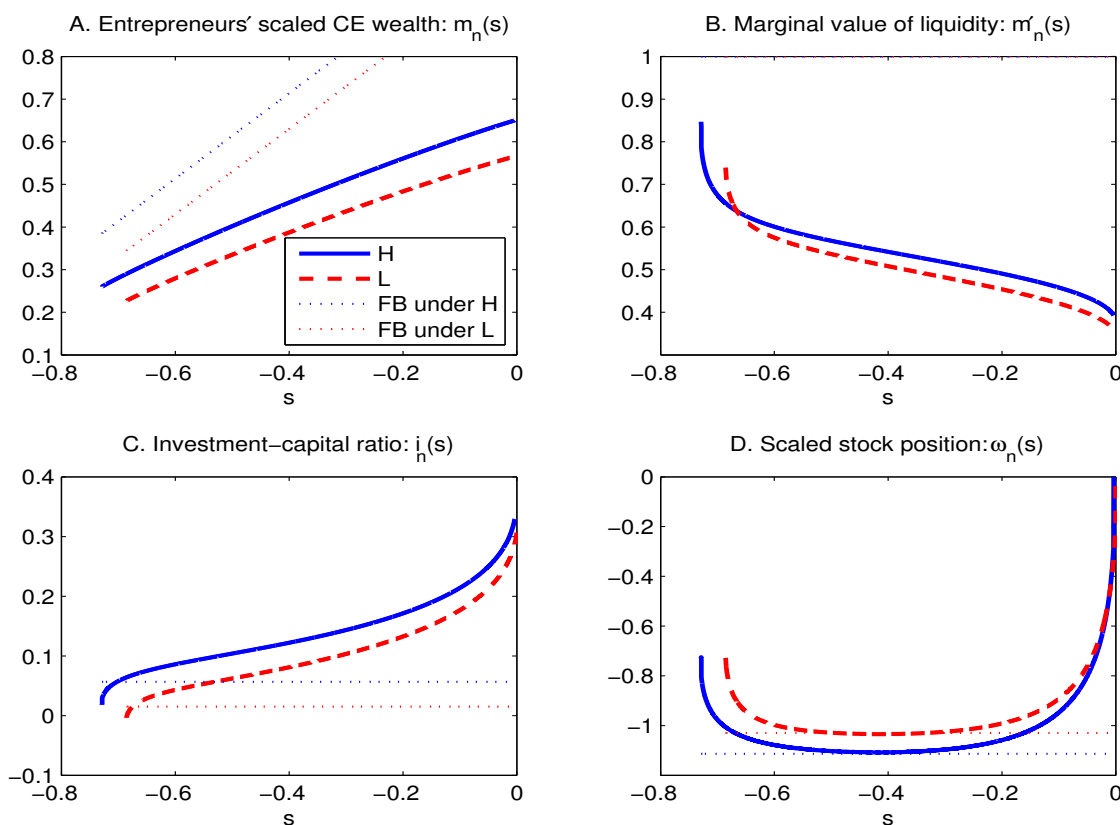 A. Entrepreneurs′ scaled CE wealth: m_n(s)
0.8
0.7
0.6
0.5
0.4
0.3
0.2
0.1
−0.8 −0.6 −0.4 −0.2 0
s
H
L
FB under H
FB under L
B. Marginal value of liquidity: m′_n(s)
1
0.9
0.8
0.7
0.6
0.5
0.4
−0.8 −0.6 −0.4 −0.2 0
s
C. Investment−capital ratio: i_n(s)
0.4
0.3
0.2
0.1
0
−0.1
−0.8 −0.6 −0.4 −0.2 0
s
D. Scaled stock position: ω_n(s)
0
−0.2
−0.4
−0.6
−0.8
−1
−0.8 −0.6 −0.4 −0.2 0
s